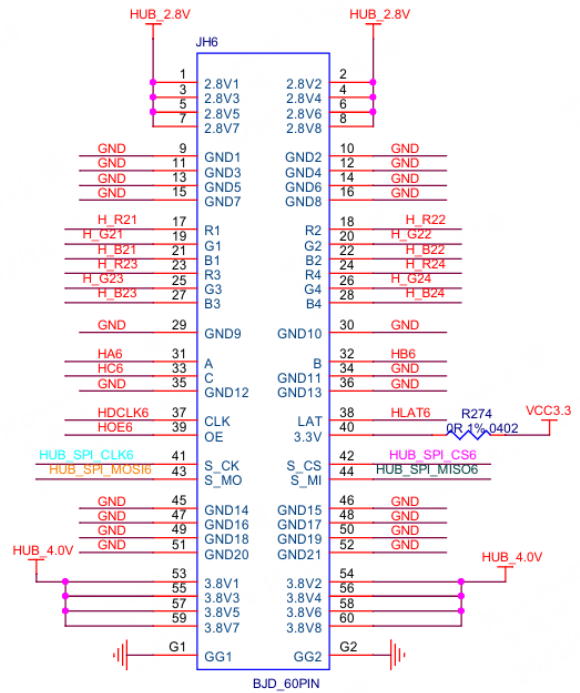 HUB_2.8V HUB_2.8V
JH6
1 2.8V1 2.8V2 2
3 2.8V3 2.8V4 4
5 2.8V5 2.8V6 6
7 2.8V7 2.8V8 8
GND 9 GND1 GND2 10 GND
GND 11 GND3 GND4 12 GND
GND 13 GND5 GND6 14 GND
GND 15 GND7 GND8 16 GND
H_R21 17 R1 R2 18 H_R22
H_G21 19 G1 G2 20 H_G22
H_B21 21 B1 B2 22 H_B22
H_R23 23 R3 R4 24 H_R24
H_G23 25 G3 G4 26 H_G24
H_B23 27 B3 B4 28 H_B24
GND 29 GND9 GND10 30 GND
HA6 31 A B 32 HB6
HC6 33 C GND11 34 GND
GND 35 GND12 GND13 36 GND
HDCLK6 37 CLK LAT 38 HLAT6 R274 VCC3.3
HOE6 39 OE 3.3V 40 0R 1% 0402
HUB_SPI_CLK6 41 S_CK S_CS 42 HUB_SPI_CS6
HUB_SPI_MOSI6 43 S_MO S_MI 44 HUB_SPI_MISO6
GND 45 GND14 GND15 46 GND
GND 47 GND16 GND17 48 GND
GND 49 GND18 GND19 50 GND
GND 51 GND20 GND21 52 GND
HUB_4.0V HUB_4.0V
53 3.8V1 3.8V2 54
55 3.8V3 3.8V4 56
57 3.8V5 3.8V6 58
59 3.8V7 3.8V8 60
G1 GG1 GG2 G2
BJD_60PIN